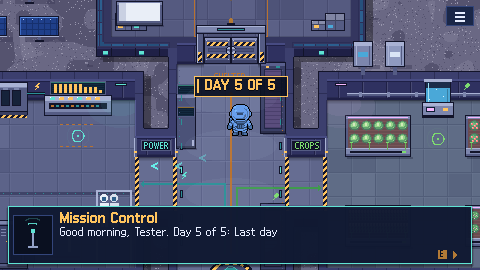 DAY 5 OF 5
POWER
CROPS
Mission Control
Good morning, Tester. Day 5 of 5: Last day
E